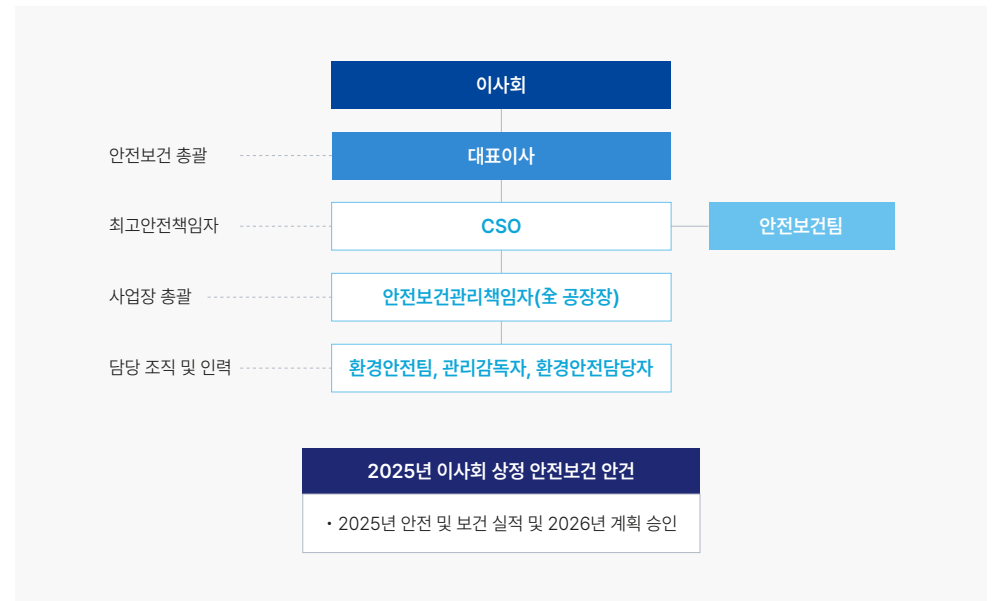 이사회
안전보건 총괄
대표이사
최고안전책임자
CSO
안전보건팀
사업장 총괄
안전보건관리책임자(全 공장장)
담당 조직 및 인력
환경안전팀, 관리감독자, 환경안전담당자
2025년 이사회 상정 안전보건 안건
• 2025년 안전 및 보건 실적 및 2026년 계획 승인